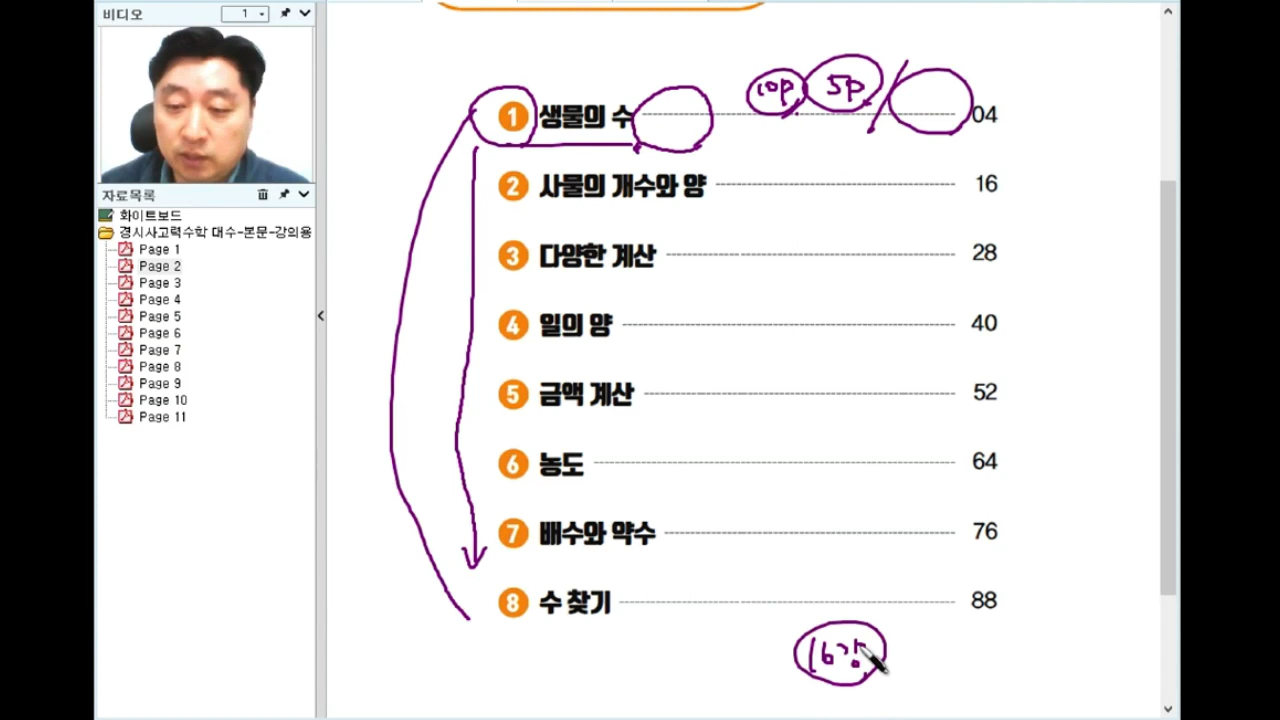 비디오
1
자료목록
화이트보드
경시사고력수학 대수-본문-강의용
Page 1
Page 2
Page 3
Page 4
Page 5
Page 6
Page 7
Page 8
Page 9
Page 10
Page 11
10p 5p
1 생물의 수 04
2 사물의 개수와 양 16
3 다양한 계산 28
4 일의 양 40
5 금액 계산 52
6 농도 64
7 배수와 약수 76
8 수 찾기 88
16강